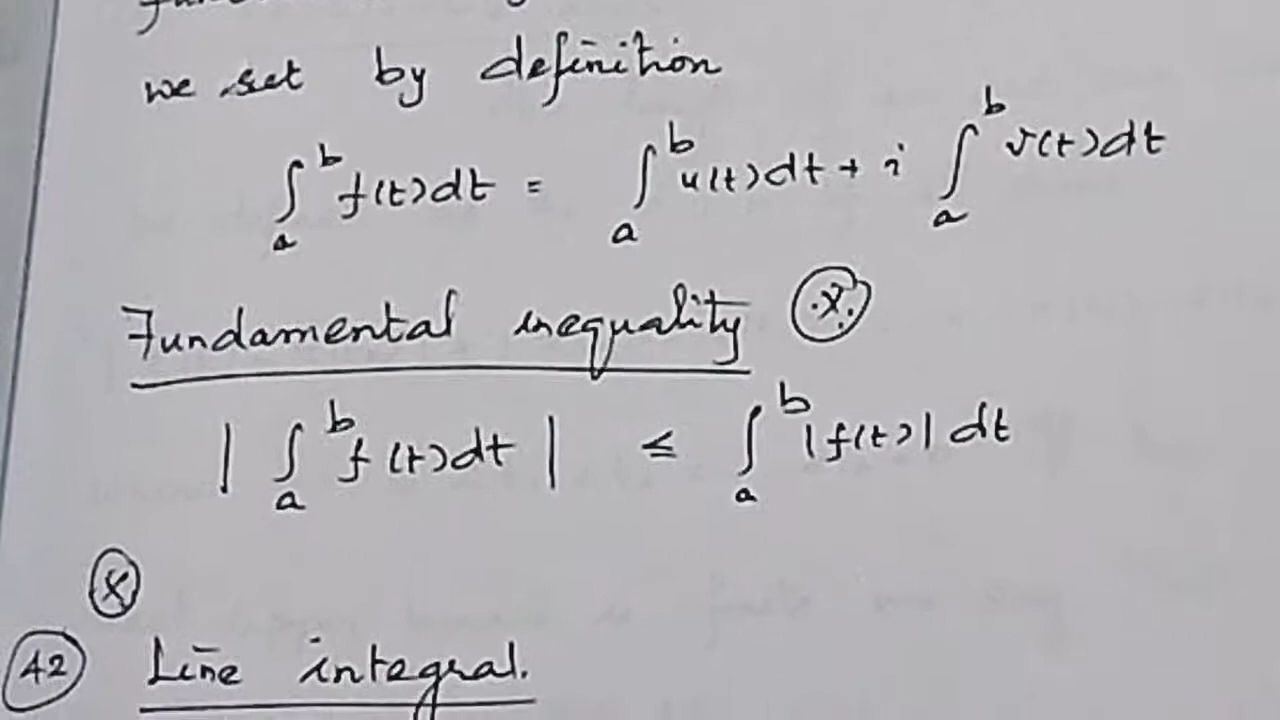 we set by definition
∫_a^b f(t)dt = ∫_a^b u(t)dt + i ∫_a^b v(t)dt
Fundamental inequality (X)
| ∫_a^b f(t)dt | ≤ ∫_a^b |f(t)| dt
(X)
(42) Line integral.